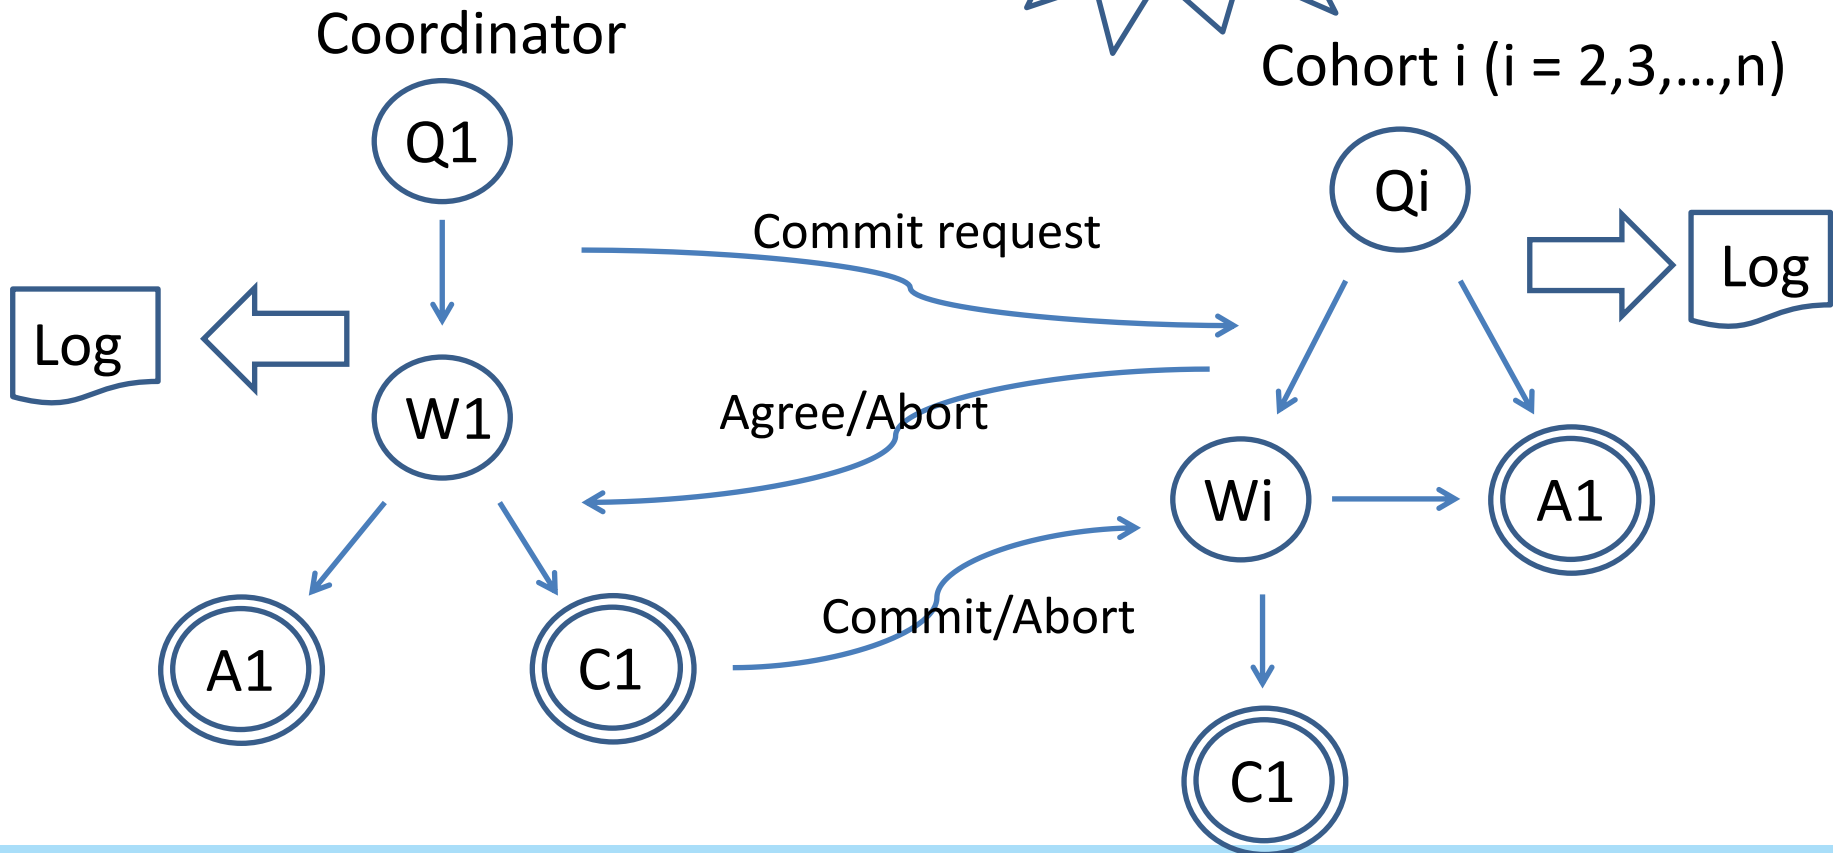 Coordinator
Cohort i (i = 2,3,...,n)
Q1
Qi
Commit request
Log
Log
W1
Agree/Abort
Wi
A1
Commit/Abort
A1
C1
C1